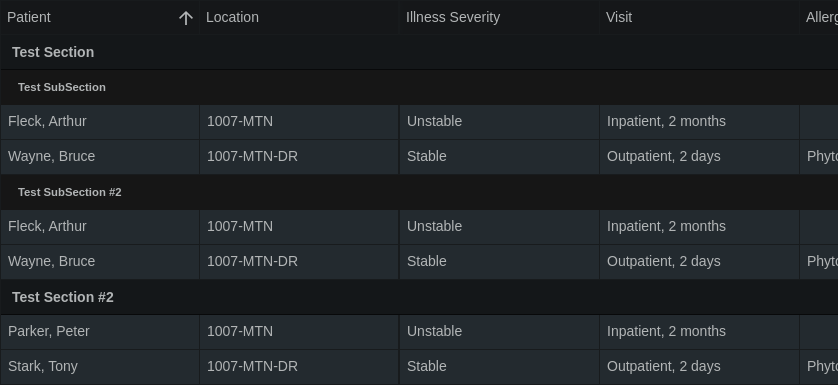 Patient Location Illness Severity Visit Allerg
Test Section
Test SubSection
Fleck, Arthur 1007-MTN Unstable Inpatient, 2 months
Wayne, Bruce 1007-MTN-DR Stable Outpatient, 2 days Phyto
Test SubSection #2
Fleck, Arthur 1007-MTN Unstable Inpatient, 2 months
Wayne, Bruce 1007-MTN-DR Stable Outpatient, 2 days Phyto
Test Section #2
Parker, Peter 1007-MTN Unstable Inpatient, 2 months
Stark, Tony 1007-MTN-DR Stable Outpatient, 2 days Phyto